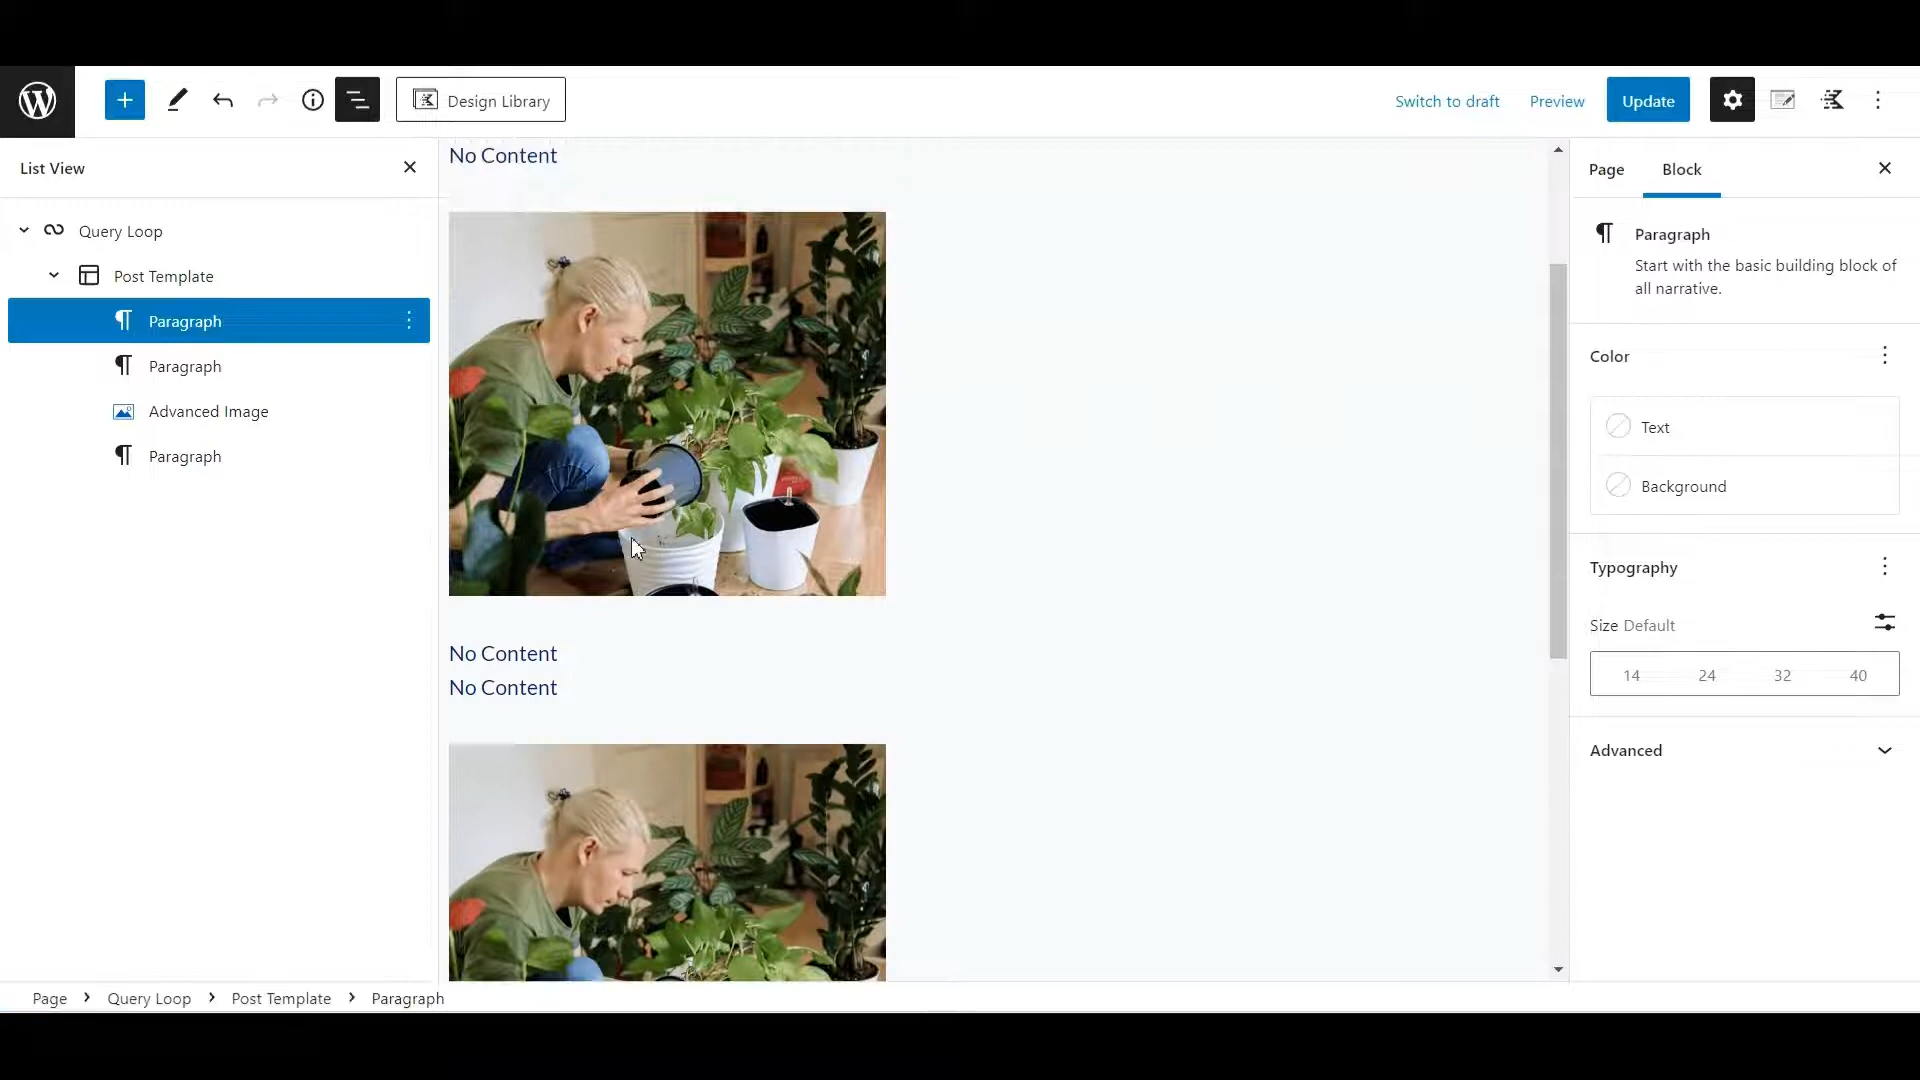 Design Library
Switch to draft
Preview
Update
List View
Query Loop
Post Template
Paragraph
Paragraph
Advanced Image
Paragraph
No Content
No Content
No Content
Page
Block
Paragraph
Start with the basic building block of
all narrative.
Color
Text
Background
Typography
Size Default
14 24 32 40
Advanced
Page > Query Loop > Post Template > Paragraph